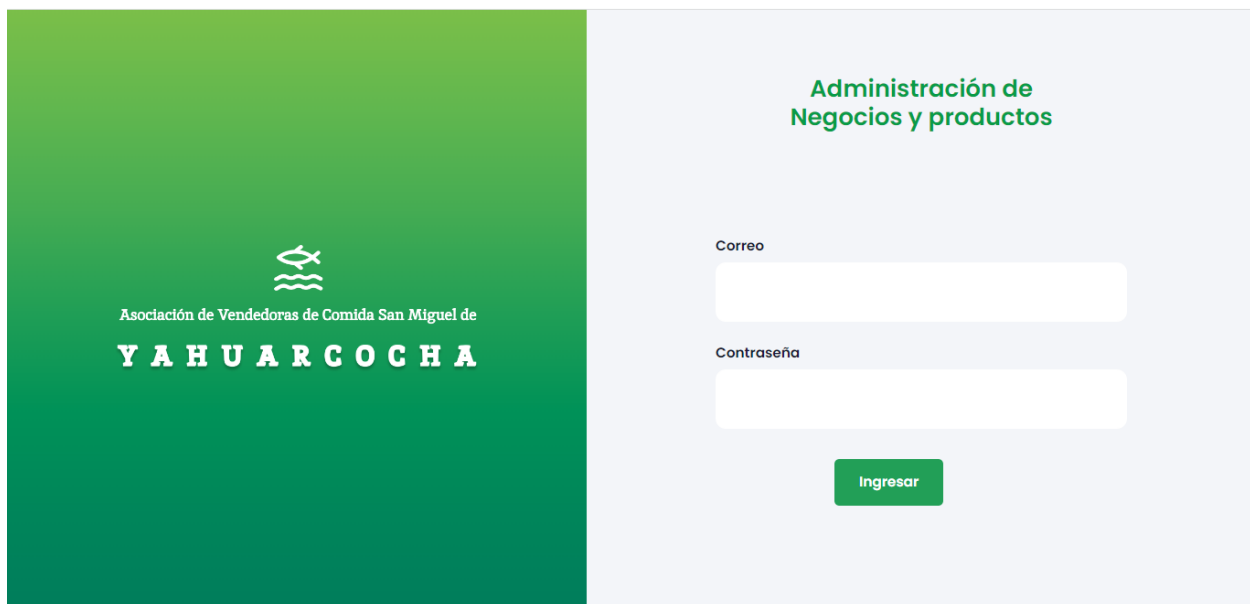 Asociación de Vendedoras de Comida San Miguel de
YAHUARCOCHA
Administración de
Negocios y productos
Correo
Contraseña
Ingresar